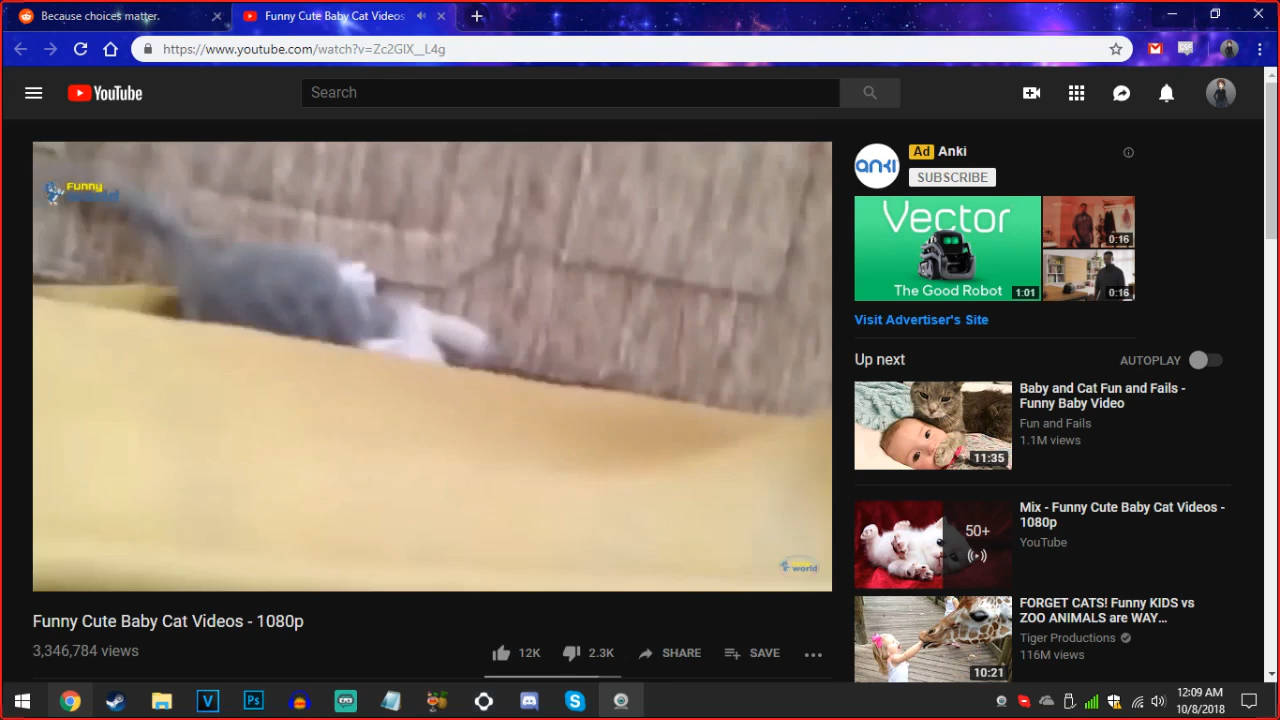 Because choices matter.
Funny Cute Baby Cat Videos
https://www.youtube.com/watch?v=Zc2GlX__L4g
YouTube
Search
Funny
world
Funny Cute Baby Cat Videos - 1080p
3,346,784 views
12K
2.3K
SHARE
SAVE
anki
Ad Anki
SUBSCRIBE
Vector
The Good Robot
1:01
0:16
0:16
Visit Advertiser's Site
Up next
AUTOPLAY
11:35
Baby and Cat Fun and Fails -
Funny Baby Video
Fun and Fails
1.1M views
50+
Mix - Funny Cute Baby Cat Videos -
1080p
YouTube
10:21
FORGET CATS! Funny KIDS vs
ZOO ANIMALS are WAY…
Tiger Productions
116M views
V
Ps
12:09 AM
10/8/2018